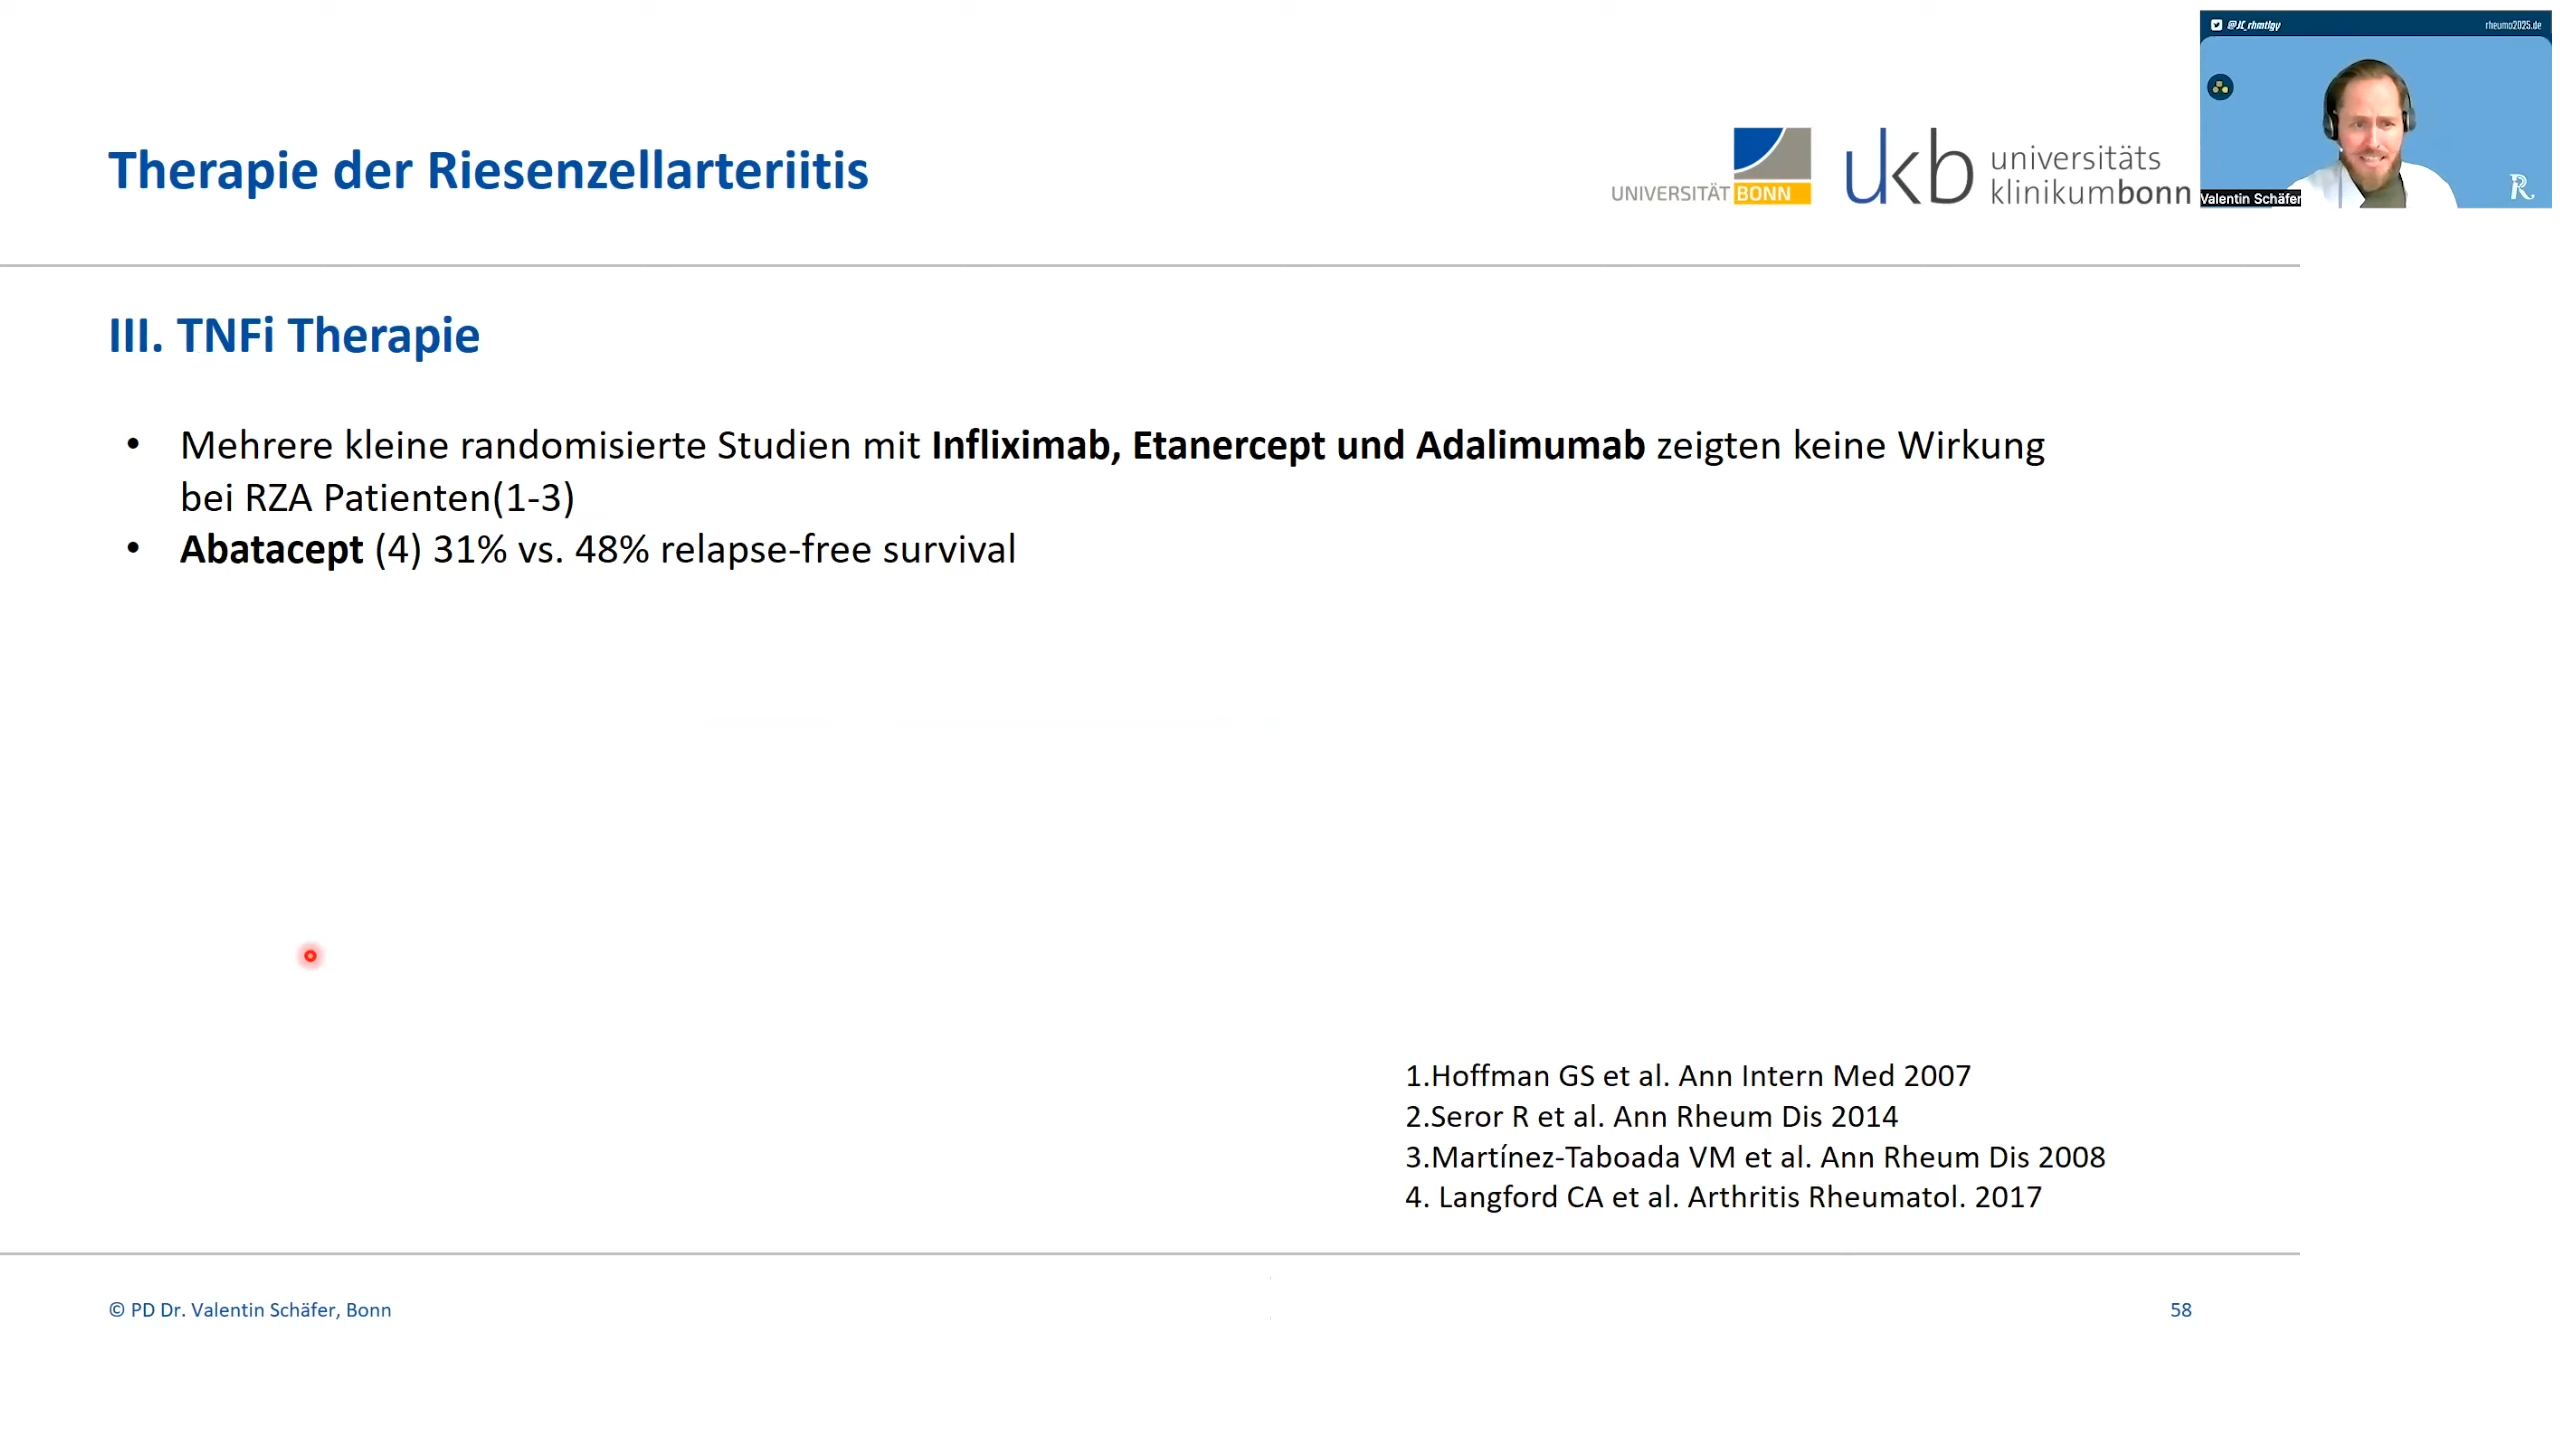 @JC_rhmtlgy
rheumo2025.de
Therapie der Riesenzellarteriitis
UNIVERSITÄT BONN
ukb universitäts
klinikumbonn
Valentin Schäfer
R.
III. TNFi Therapie
• Mehrere kleine randomisierte Studien mit Infliximab, Etanercept und Adalimumab zeigten keine Wirkung
bei RZA Patienten(1-3)
• Abatacept (4) 31% vs. 48% relapse-free survival
1.Hoffman GS et al. Ann Intern Med 2007
2.Seror R et al. Ann Rheum Dis 2014
3.Martínez-Taboada VM et al. Ann Rheum Dis 2008
4. Langford CA et al. Arthritis Rheumatol. 2017
© PD Dr. Valentin Schäfer, Bonn
58